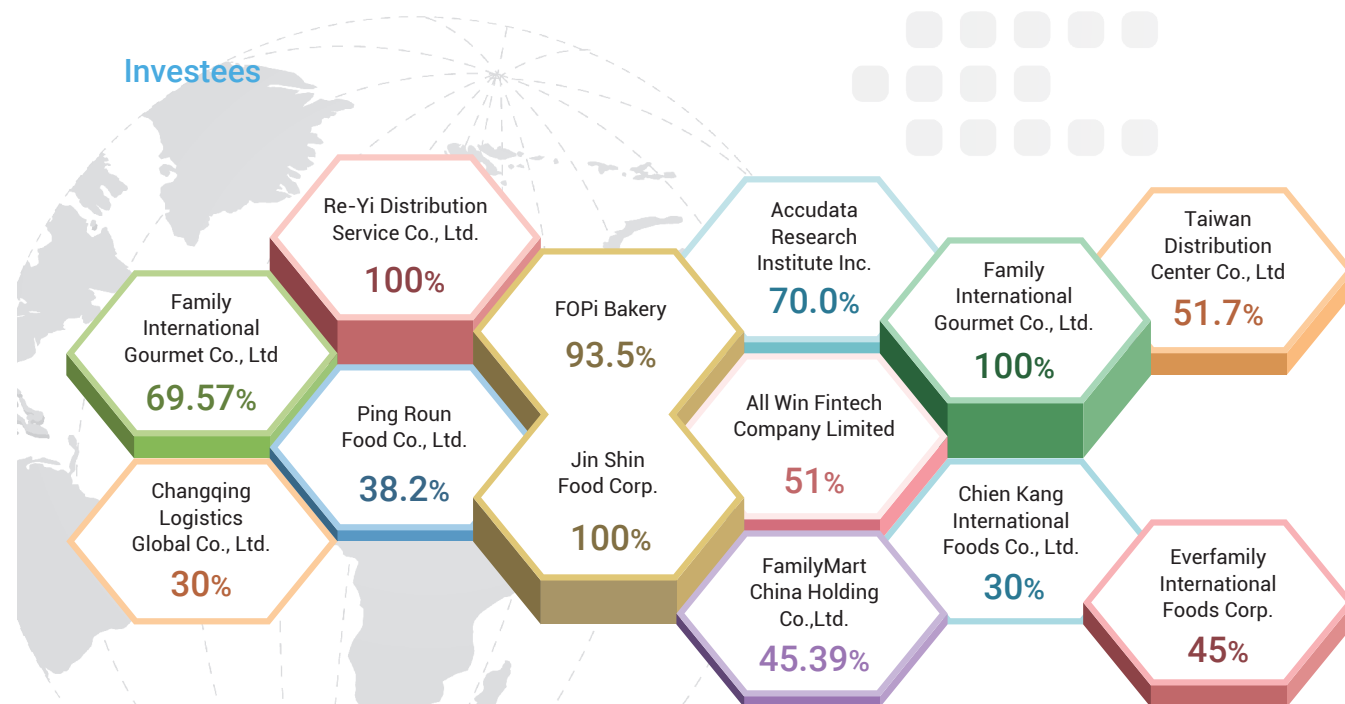 Investees
Re-Yi Distribution
Service Co., Ltd.
100%
Family
International
Gourmet Co., Ltd
69.57%
FOPi Bakery
93.5%
Accudata
Research
Institute Inc.
70.0%
Family
International
Gourmet Co., Ltd.
100%
Taiwan
Distribution
Center Co., Ltd
51.7%
Ping Roun
Food Co., Ltd.
38.2%
Changqing
Logistics
Global Co., Ltd.
30%
Jin Shin
Food Corp.
100%
All Win Fintech
Company Limited
51%
FamilyMart
China Holding
Co.,Ltd.
45.39%
Chien Kang
International
Foods Co., Ltd.
30%
Everfamily
International
Foods Corp.
45%